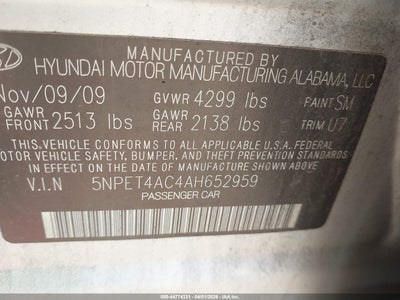 MANUFACTURED BY
HYUNDAI MOTOR MANUFACTURING ALABAMA, LLC
Nov/09/09 GVWR 4299 lbs PAINT SM
GAWR FRONT 2513 lbs GAWR REAR 2138 lbs TRIM U7
THIS VEHICLE CONFORMS TO ALL APPLICABLE U.S. FEDERAL
MOTOR VEHICLE SAFETY, BUMPER, AND THEFT PREVENTION STANDARDS
IN EFFECT ON THE DATE OF MANUFACTURE SHOWN ABOVE.
V.I.N 5NPET4AC4AH652959
PASSENGER CAR